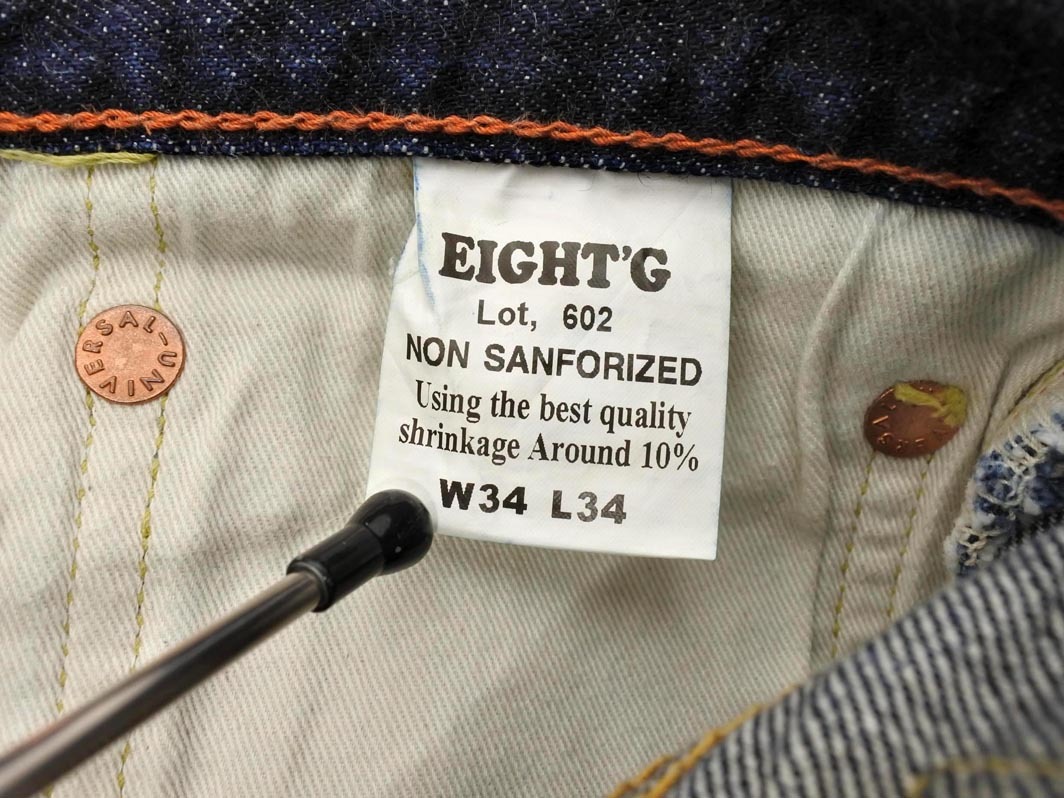 EIGHT'G
Lot, 602
NON SANFORIZED
Using the best quality
shrinkage Around 10%
W34 L34
UNIVERSAL